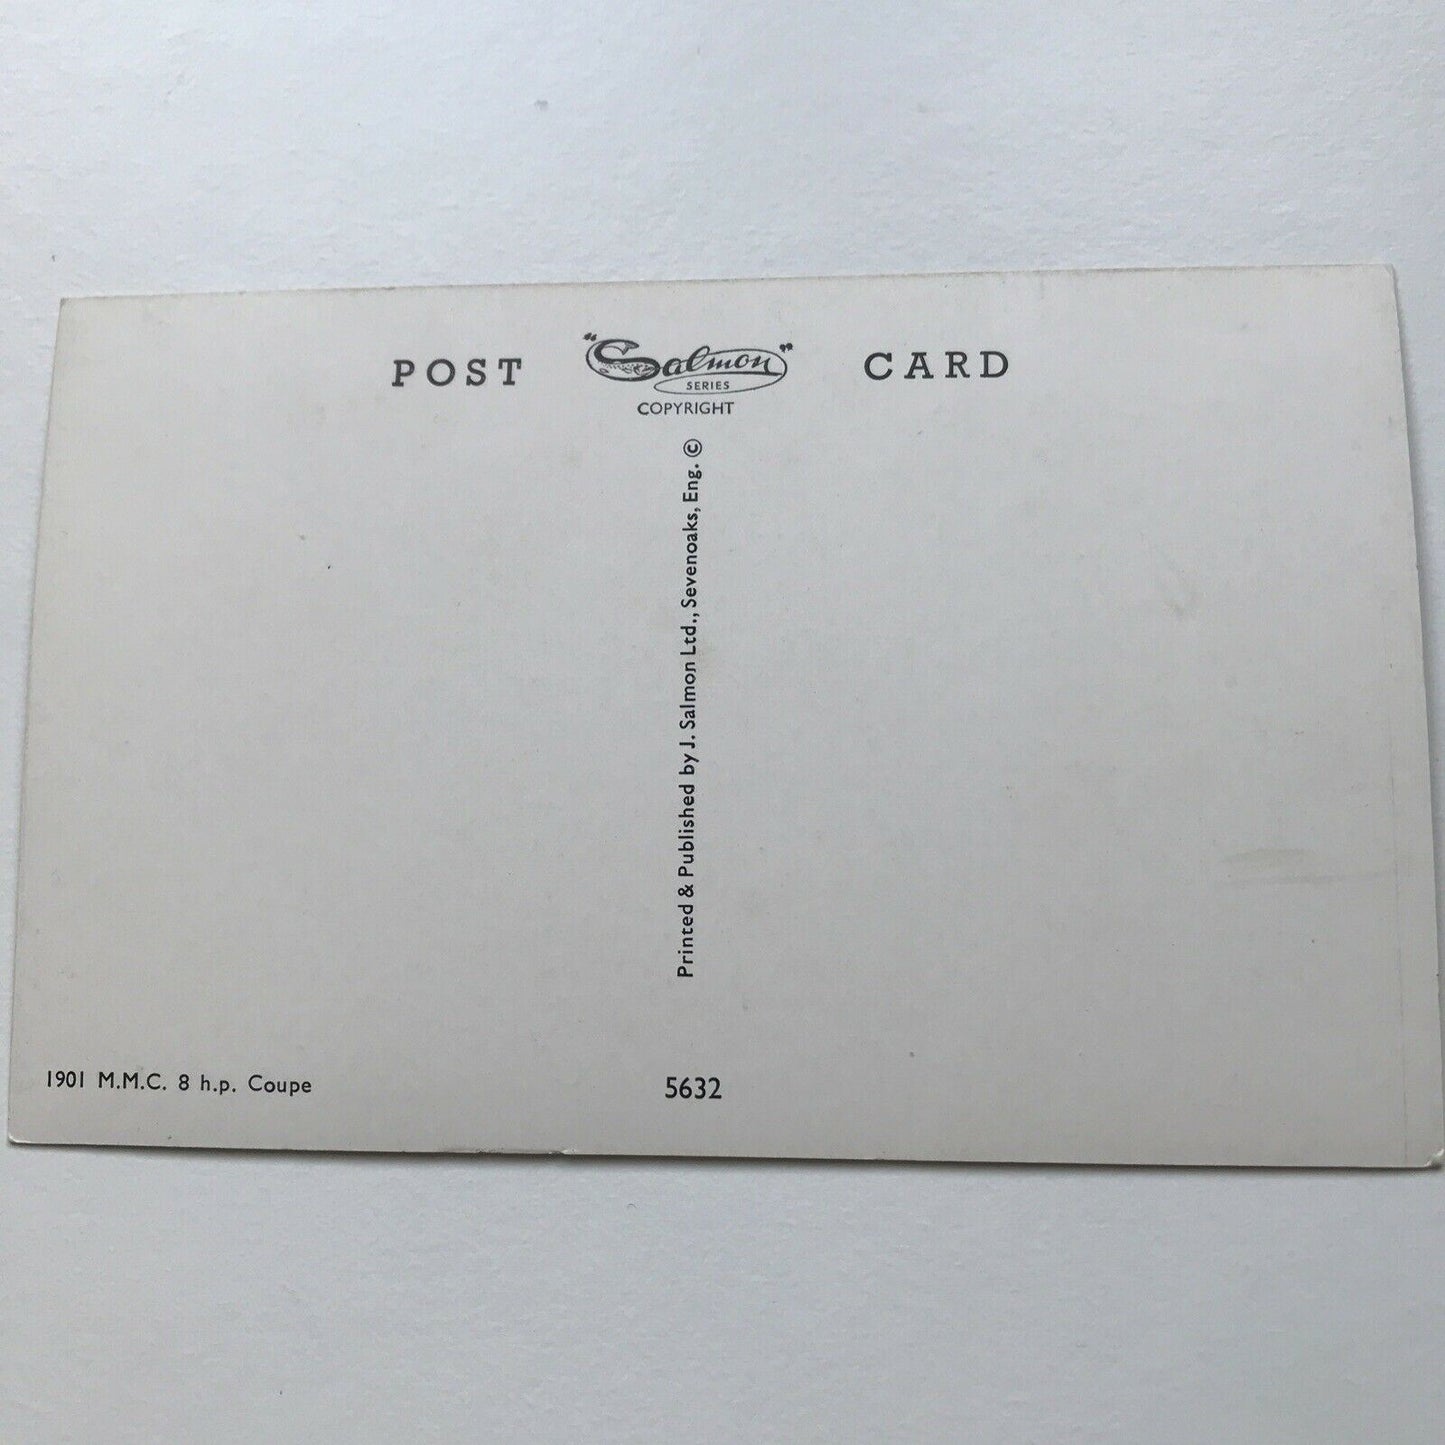 POST "Salmon" CARD
SERIES
COPYRIGHT
Printed & Published by J. Salmon Ltd., Sevenoaks, Eng. ©
1901 M.M.C. 8 h.p. Coupe
5632